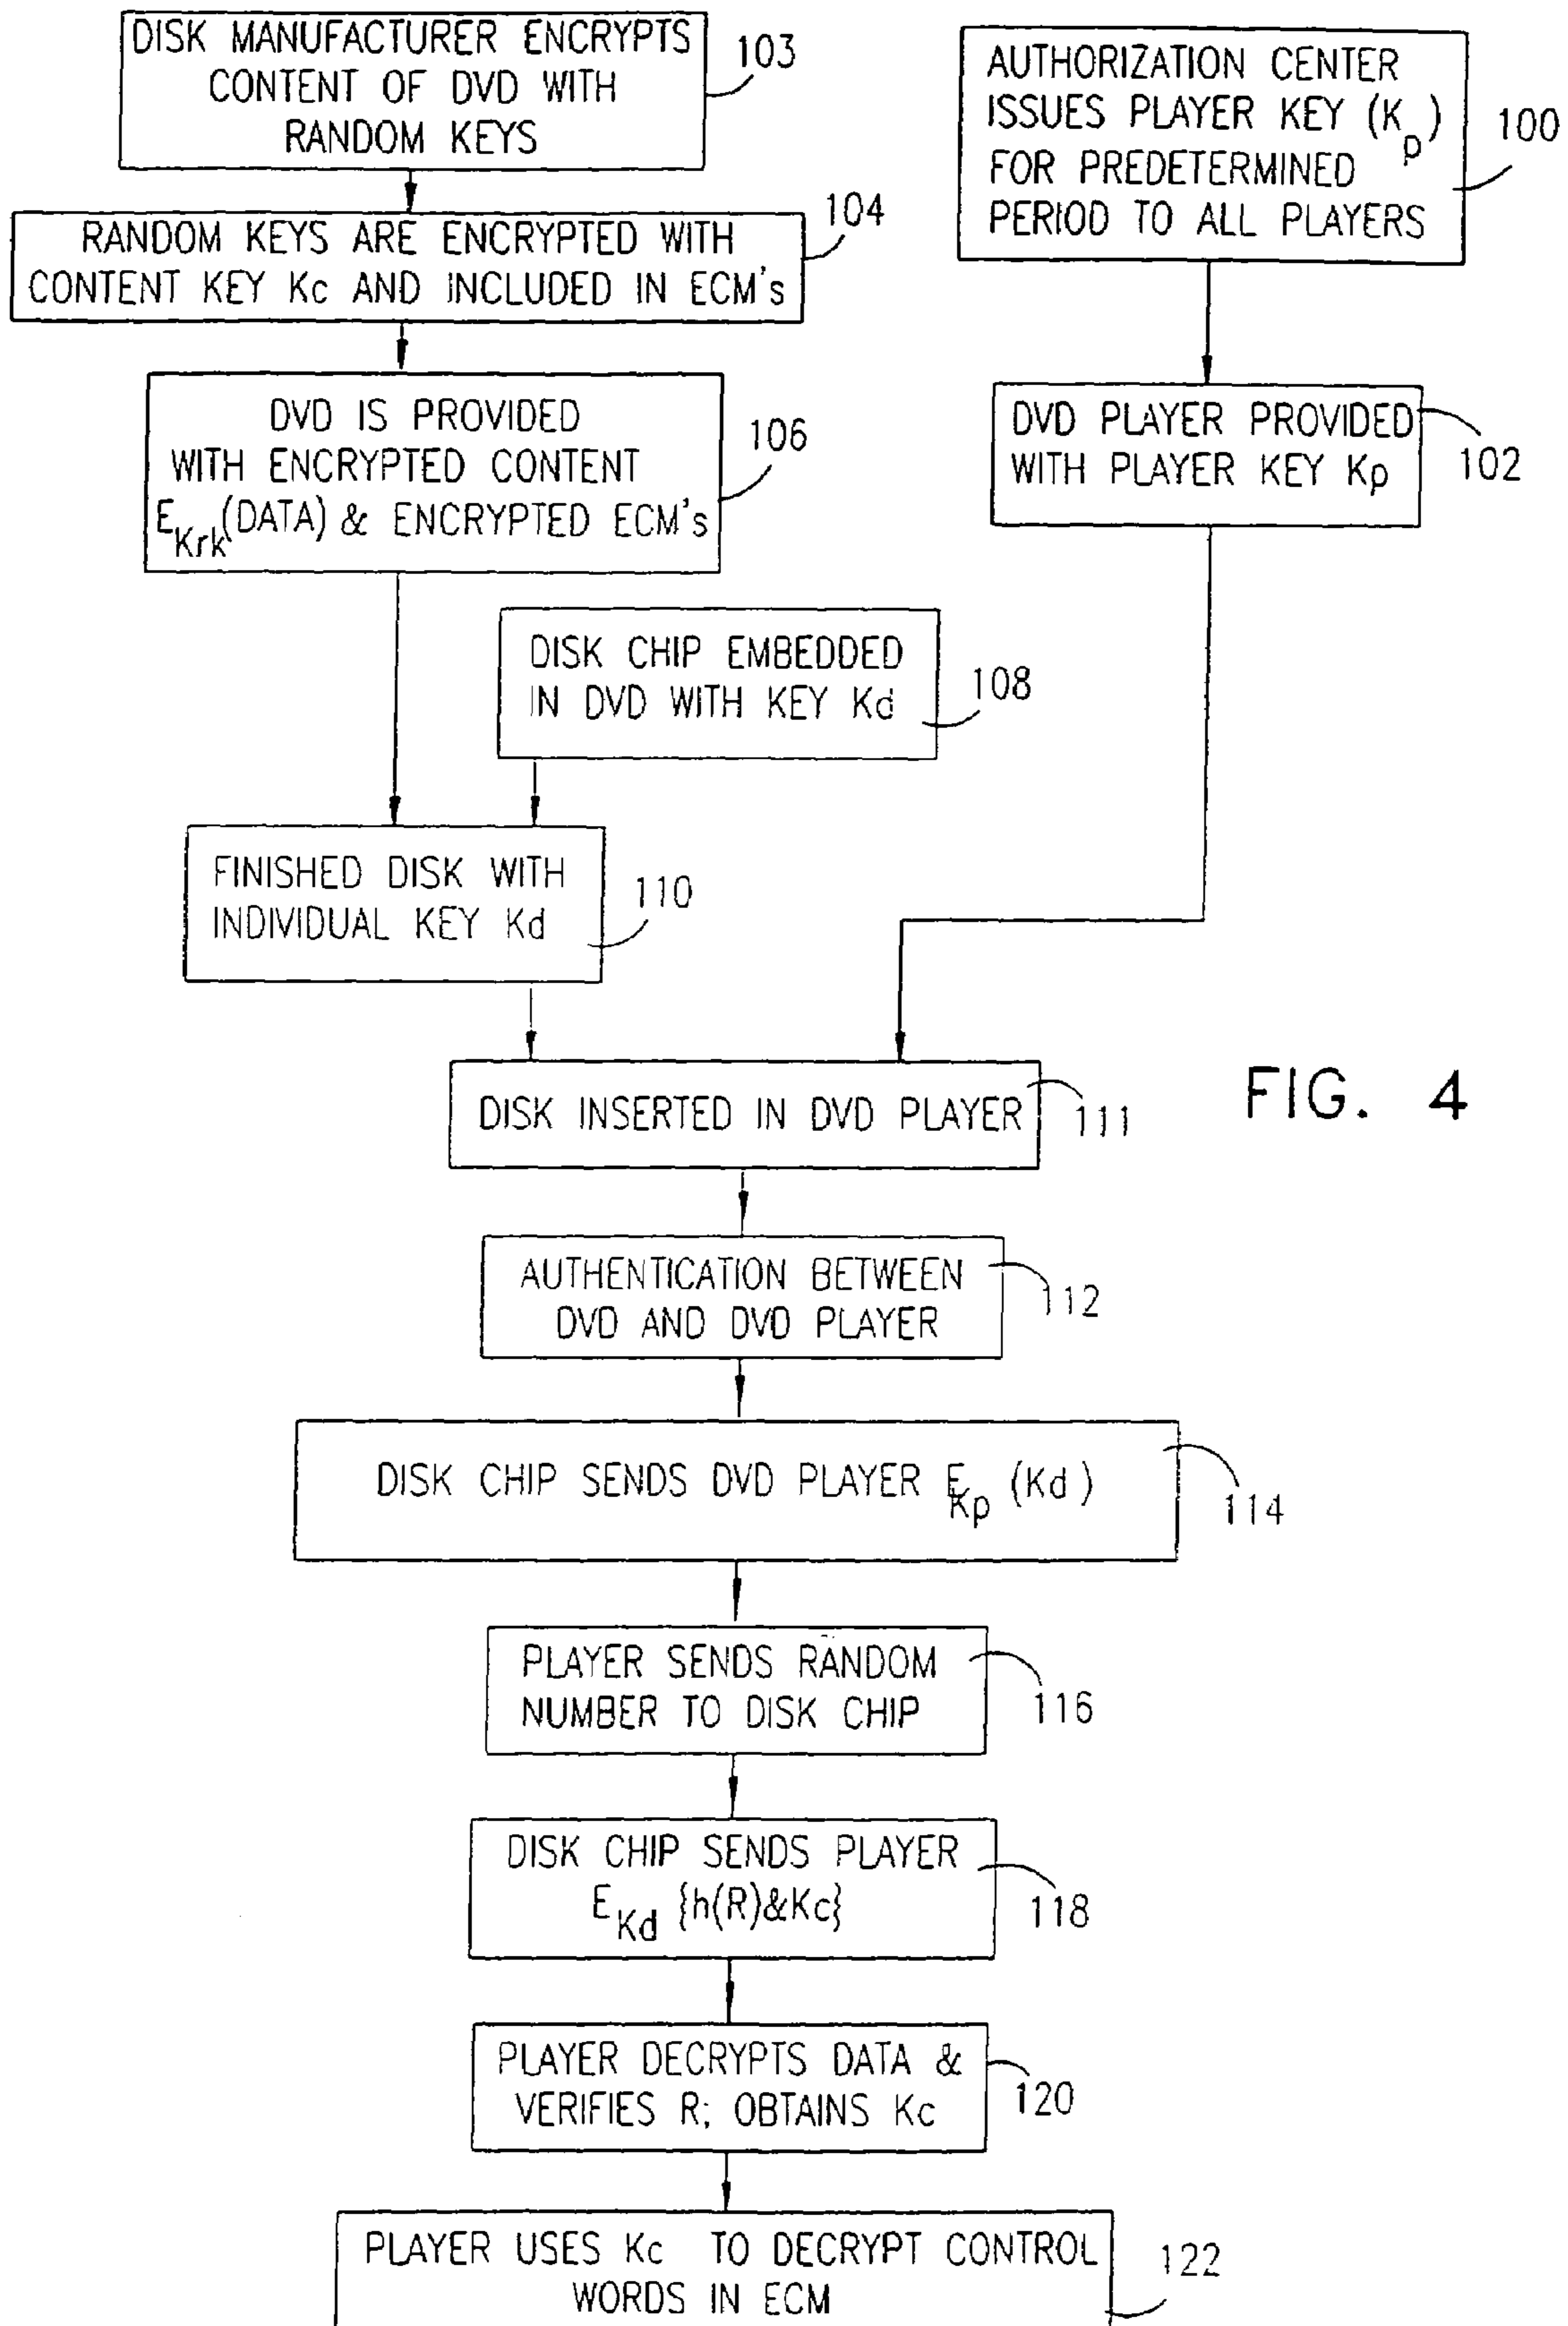 DISK MANUFACTURER ENCRYPTS
CONTENT OF DVD WITH
RANDOM KEYS
103
RANDOM KEYS ARE ENCRYPTED WITH
CONTENT KEY Kc AND INCLUDED IN ECM's
104
DVD IS PROVIDED
WITH ENCRYPTED CONTENT
E_Krk(DATA) & ENCRYPTED ECM's
106
AUTHORIZATION CENTER
ISSUES PLAYER KEY (K_p)
FOR PREDETERMINED
PERIOD TO ALL PLAYERS
100
DVD PLAYER PROVIDED
WITH PLAYER KEY Kp
102
DISK CHIP EMBEDDED
IN DVD WITH KEY Kd
108
FINISHED DISK WITH
INDIVIDUAL KEY Kd
110
DISK INSERTED IN DVD PLAYER
111
FIG. 4
AUTHENTICATION BETWEEN
DVD AND DVD PLAYER
112
DISK CHIP SENDS DVD PLAYER E_Kp (Kd)
114
PLAYER SENDS RANDOM
NUMBER TO DISK CHIP
116
DISK CHIP SENDS PLAYER
E_Kd {h(R)&Kc}
118
PLAYER DECRYPTS DATA &
VERIFIES R; OBTAINS Kc
120
PLAYER USES Kc TO DECRYPT CONTROL
WORDS IN ECM
122